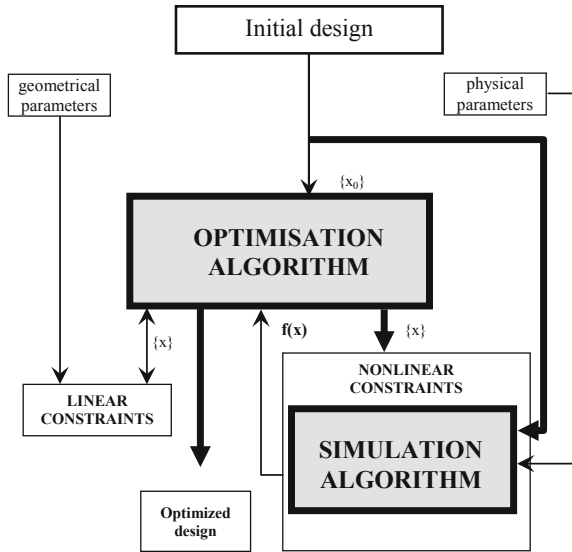 Initial design
geometrical
parameters
physical
parameters
{x₀}
OPTIMISATION
ALGORITHM
{x}
f(x)
{x}
LINEAR
CONSTRAINTS
NONLINEAR
CONSTRAINTS
SIMULATION
ALGORITHM
Optimized
design